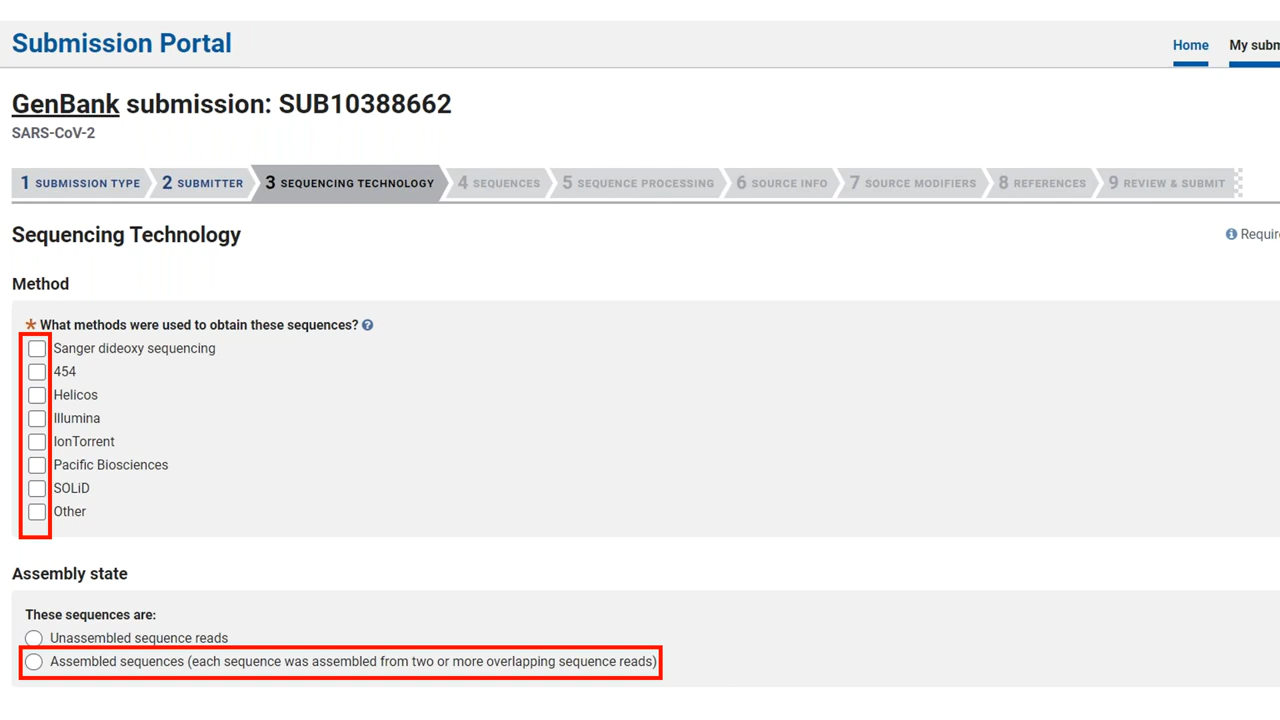 Submission Portal
Home My subm
GenBank submission: SUB10388662
SARS-CoV-2
1 SUBMISSION TYPE 2 SUBMITTER 3 SEQUENCING TECHNOLOGY 4 SEQUENCES 5 SEQUENCE PROCESSING 6 SOURCE INFO 7 SOURCE MODIFIERS 8 REFERENCES 9 REVIEW & SUBMIT
Sequencing Technology
Requir
Method
* What methods were used to obtain these sequences?
Sanger dideoxy sequencing
454
Helicos
Illumina
IonTorrent
Pacific Biosciences
SOLiD
Other
Assembly state
These sequences are:
Unassembled sequence reads
Assembled sequences (each sequence was assembled from two or more overlapping sequence reads)